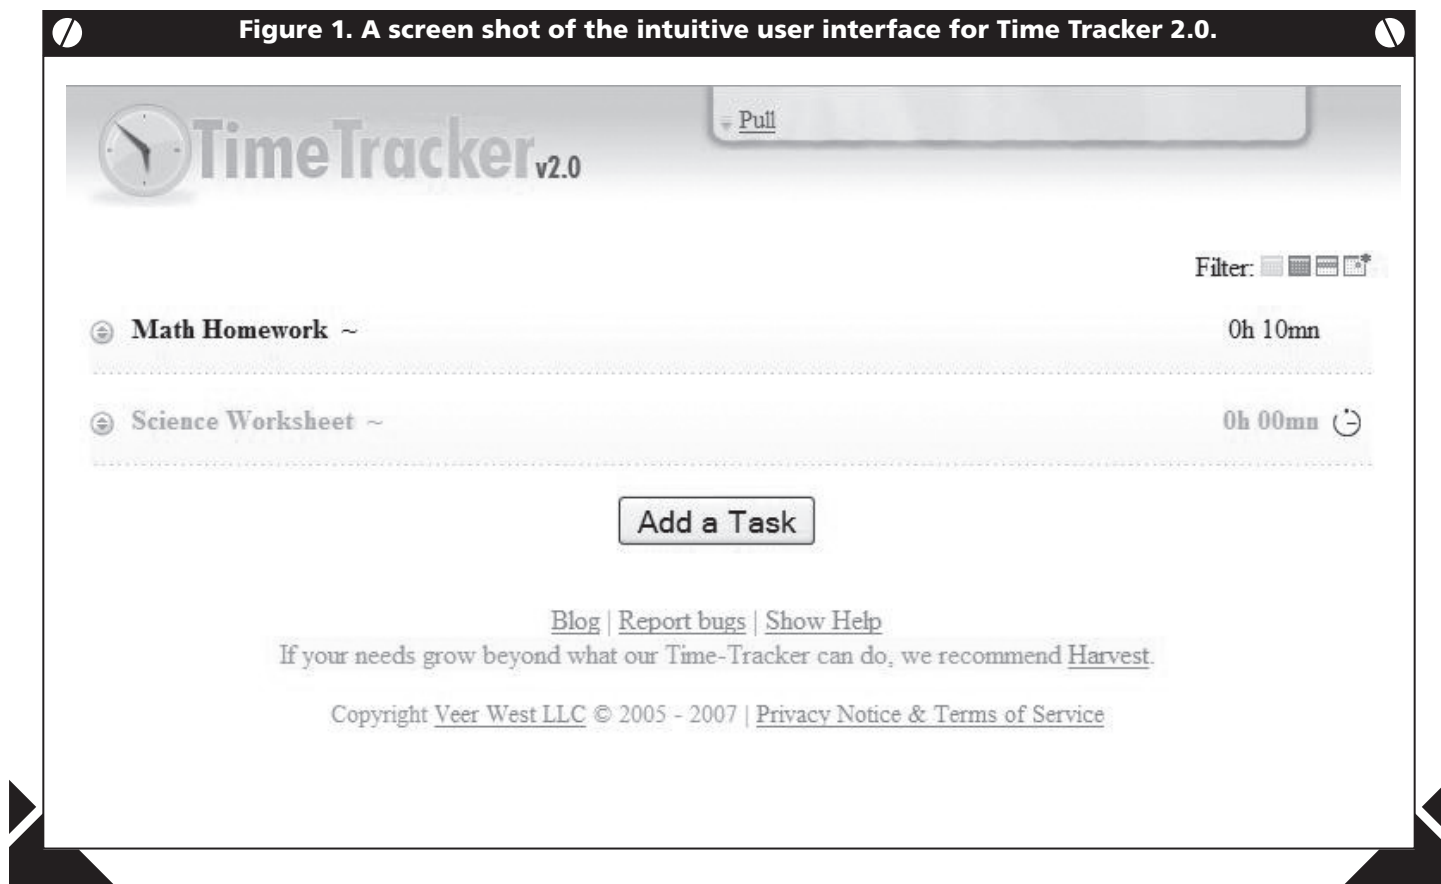 Figure 1. A screen shot of the intuitive user interface for Time Tracker 2.0.
Pull
TimeTracker v2.0
Filter:
Math Homework ~ 0h 10mn
Science Worksheet ~ 0h 00mn
Add a Task
Blog | Report bugs | Show Help
If your needs grow beyond what our Time-Tracker can do, we recommend Harvest.
Copyright Veer West LLC © 2005 - 2007 | Privacy Notice & Terms of Service